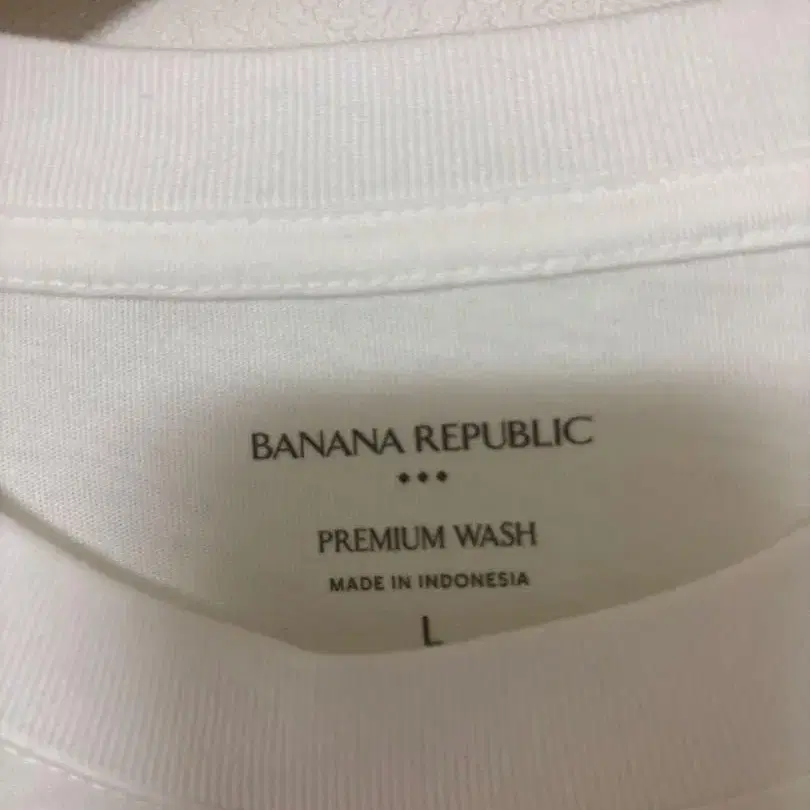 BANANA REPUBLIC
PREMIUM WASH
MADE IN INDONESIA
L